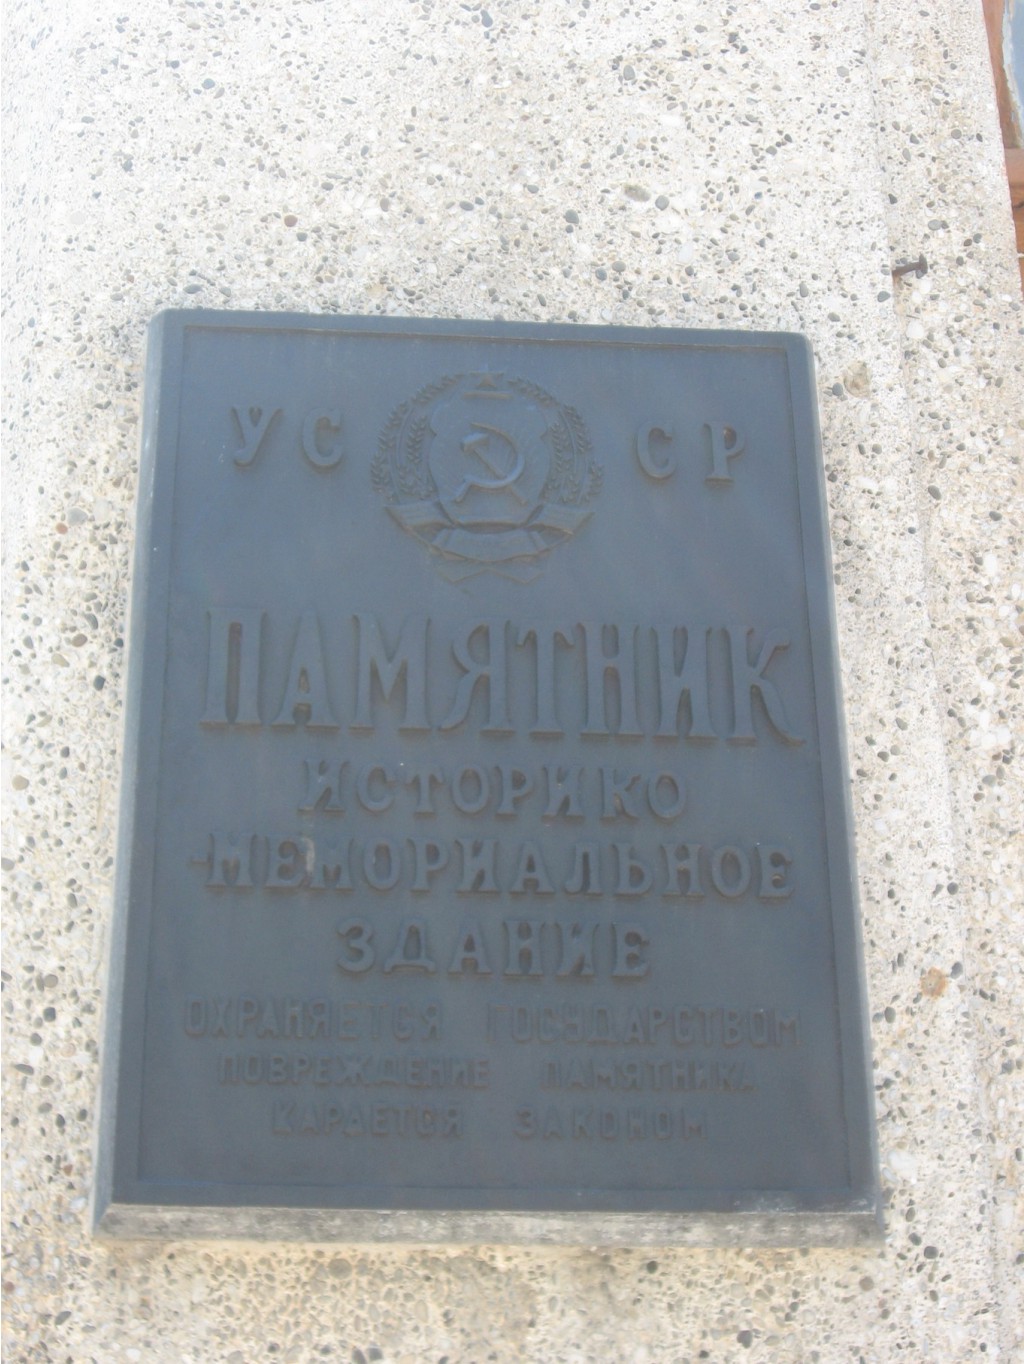 УС СР
ПАМЯТНИК
ИСТОРИКО
-МЕМОРИАЛЬНОЕ
ЗДАНИЕ
ОХРАНЯЕТСЯ ГОСУДАРСТВОМ
ПОВРЕЖДЕНИЕ ПАМЯТНИКА
КАРАЕТСЯ ЗАКОНОМ